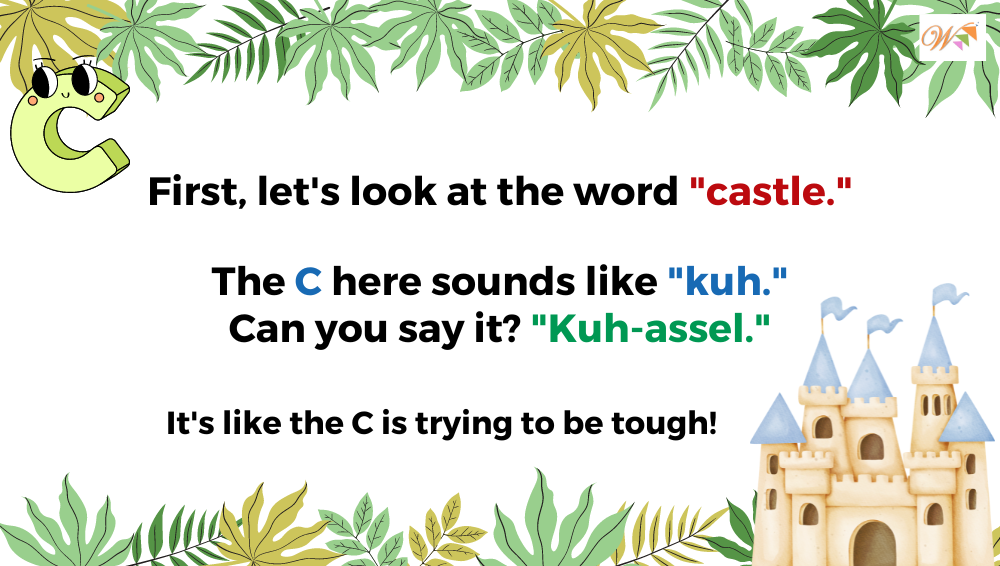 First, let's look at the word "castle."
The C here sounds like "kuh."
Can you say it? "Kuh-assel."
It's like the C is trying to be tough!
C
W